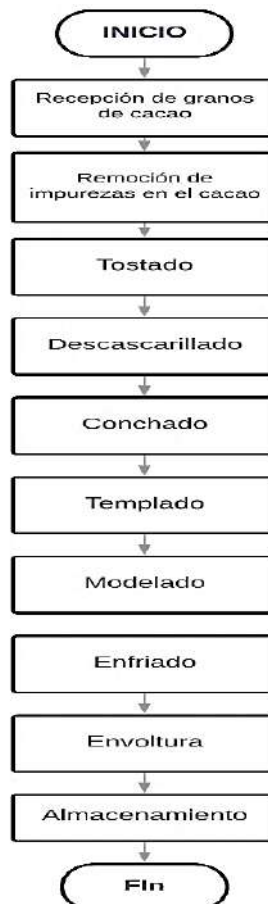 INICIO
Recepción de granos
de cacao
Remoción de
impurezas en el cacao
Tostado
Descascarillado
Conchado
Templado
Modelado
Enfriado
Envoltura
Almacenamiento
FIn